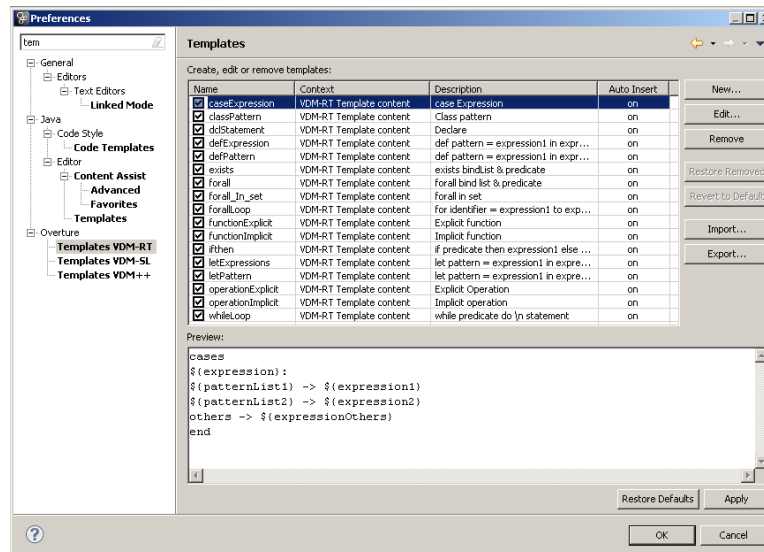 Preferences
tem
Templates
General
Editors
Text Editors
Linked Mode
Java
Code Style
Code Templates
Editor
Content Assist
Advanced
Favorites
Templates
Overture
Templates VDM-RT
Templates VDM-SL
Templates VDM++
Create, edit or remove templates:
Name Context Description Auto Insert
caseExpression VDM-RT Template content case Expression on
classPattern VDM-RT Template content Class pattern on
dclStatement VDM-RT Template content Declare on
defExpression VDM-RT Template content def pattern = expression1 in expr... on
defPattern VDM-RT Template content def pattern = expression1 in expr... on
exists VDM-RT Template content exists bindList & predicate on
forall VDM-RT Template content forall bind list & predicate on
forall_In_set VDM-RT Template content forall in set on
forallLoop VDM-RT Template content for identifier = expression1 to exp... on
functionExplicit VDM-RT Template content Explicit function on
functionImplicit VDM-RT Template content Implicit function on
ifthen VDM-RT Template content if predicate then expression1 else ... on
letExpressions VDM-RT Template content let pattern = expression1 in expre... on
letPattern VDM-RT Template content let pattern = expression1 in expre... on
operationExplicit VDM-RT Template content Explicit Operation on
operationImplicit VDM-RT Template content Implicit operation on
whileLoop VDM-RT Template content while predicate do \n statement on
New...
Edit...
Remove
Restore Removed
Revert to Default
Import...
Export...
Preview:
cases
${expression}:
${patternList1} -> ${expression1}
${patternList2} -> ${expression2}
others -> ${expressionOthers}
end
Restore Defaults Apply
? OK Cancel